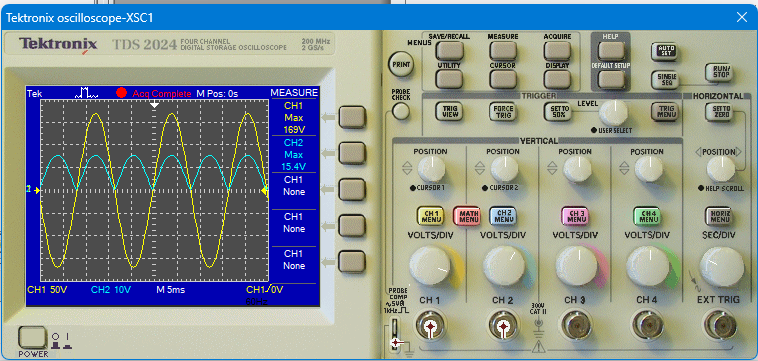 Tektronix oscilloscope-XSC1
Tektronix TDS 2024 FOUR CHANNEL DIGITAL STORAGE OSCILLOSCOPE 200 MHz 2 GS/s
Tek Acq Complete M Pos: 0s MEASURE
CH1
Max
169V
CH2
Max
15.4V
CH1
None
CH1
None
CH1
None
CH1 50V CH2 10V M 5ms CH1/0V
60Hz
POWER
MENUS SAVE/RECALL MEASURE ACQUIRE HELP
PRINT UTILITY CURSOR DISPLAY DEFAULT SETUP
AUTO SET
SINGLE SEQ
RUN/STOP
PROBE CHECK
TRIGGER
TRIG VIEW FORCE TRIG SET TO 50% LEVEL TRIG MENU
USER SELECT
HORIZONTAL
SET TO ZERO
VERTICAL
POSITION POSITION POSITION POSITION POSITION
CURSOR 1 CURSOR 2 HELP SCROLL
CH 1 MENU MATH MENU CH 2 MENU CH 3 MENU CH 4 MENU HORIZ MENU
VOLTS/DIV VOLTS/DIV VOLTS/DIV VOLTS/DIV SEC/DIV
PROBE COMP ~5V 1kHz
CH 1 CH 2 300V CAT II CH 3 CH 4 EXT TRIG